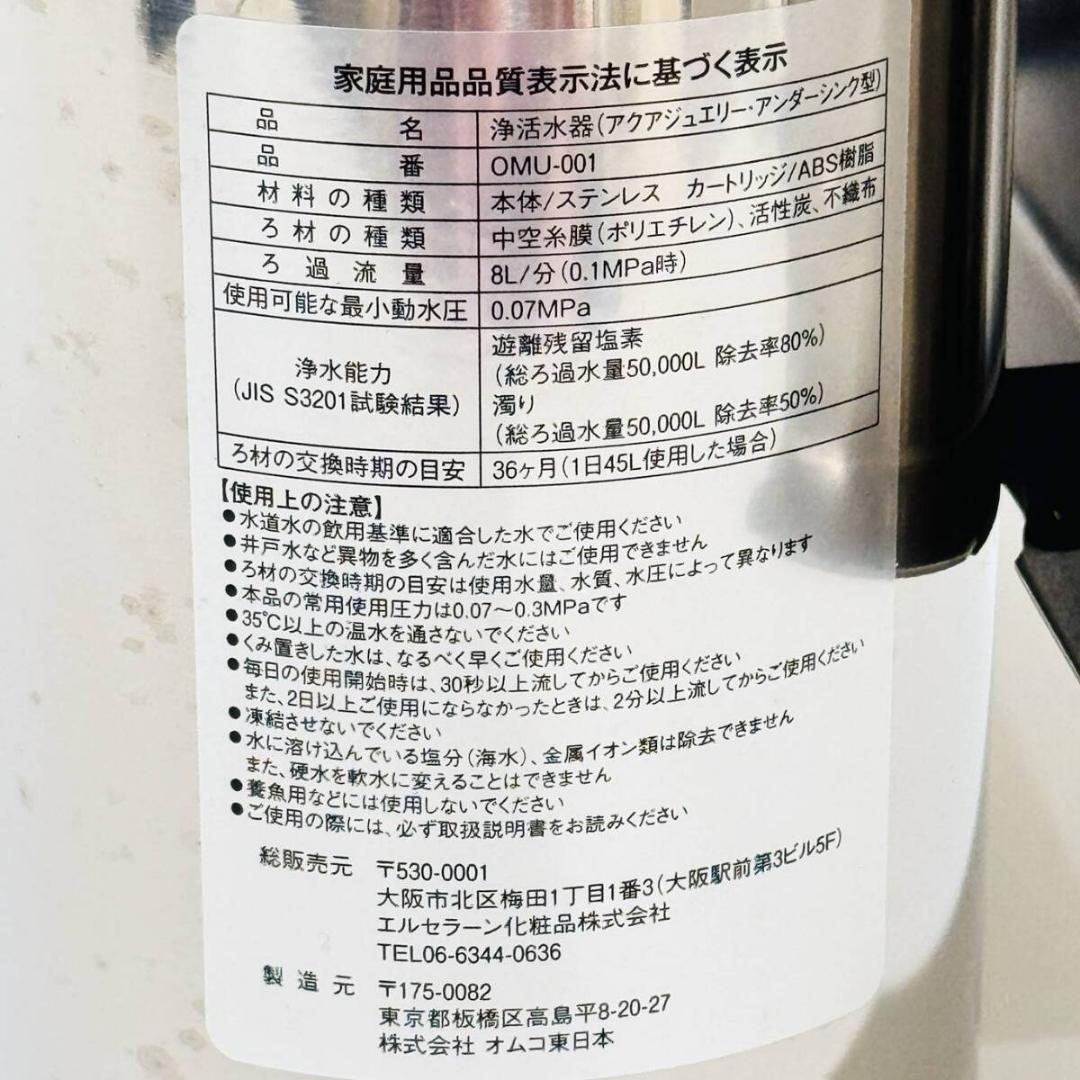 家庭用品品質表示法に基づく表示
品名 浄活水器(アクアジュエリー・アンダーシンク型)
品番 OMU-001
材料の種類 本体/ステンレス カートリッジ/ABS樹脂
ろ材の種類 中空糸膜(ポリエチレン)、活性炭、不織布
ろ過流量 8L/分(0.1MPa時)
使用可能な最小動水圧 0.07MPa
浄水能力
(JIS S3201試験結果)
遊離残留塩素
(総ろ過水量50,000L 除去率80%)
濁り
(総ろ過水量50,000L 除去率50%)
ろ材の交換時期の目安 36ヶ月(1日45L使用した場合)
【使用上の注意】
●水道水の飲用基準に適合した水でご使用ください
●井戸水など異物を多く含んだ水にはご使用できません
●ろ材の交換時期の目安は使用水量、水質、水圧によって異なります
●本品の常用使用圧力は0.07～0.3MPaです
●35℃以上の温水を通さないでください
●くみ置きした水は、なるべく早くご使用ください
●毎日の使用開始時は、30秒以上流してからご使用ください
また、2日以上ご使用にならなかったときは、2分以上流してからご使用ください
●凍結させないでください
●水に溶け込んでいる塩分(海水)、金属イオン類は除去できません
また、硬水を軟水に変えることはできません
●養魚用などには使用しないでください
●ご使用の際には、必ず取扱説明書をお読みください
総販売元 〒530-0001
大阪市北区梅田1丁目1番3(大阪駅前第3ビル5F)
エルセラーン化粧品株式会社
TEL06-6344-0636
製造元 〒175-0082
東京都板橋区高島平8-20-27
株式会社 オムコ東日本